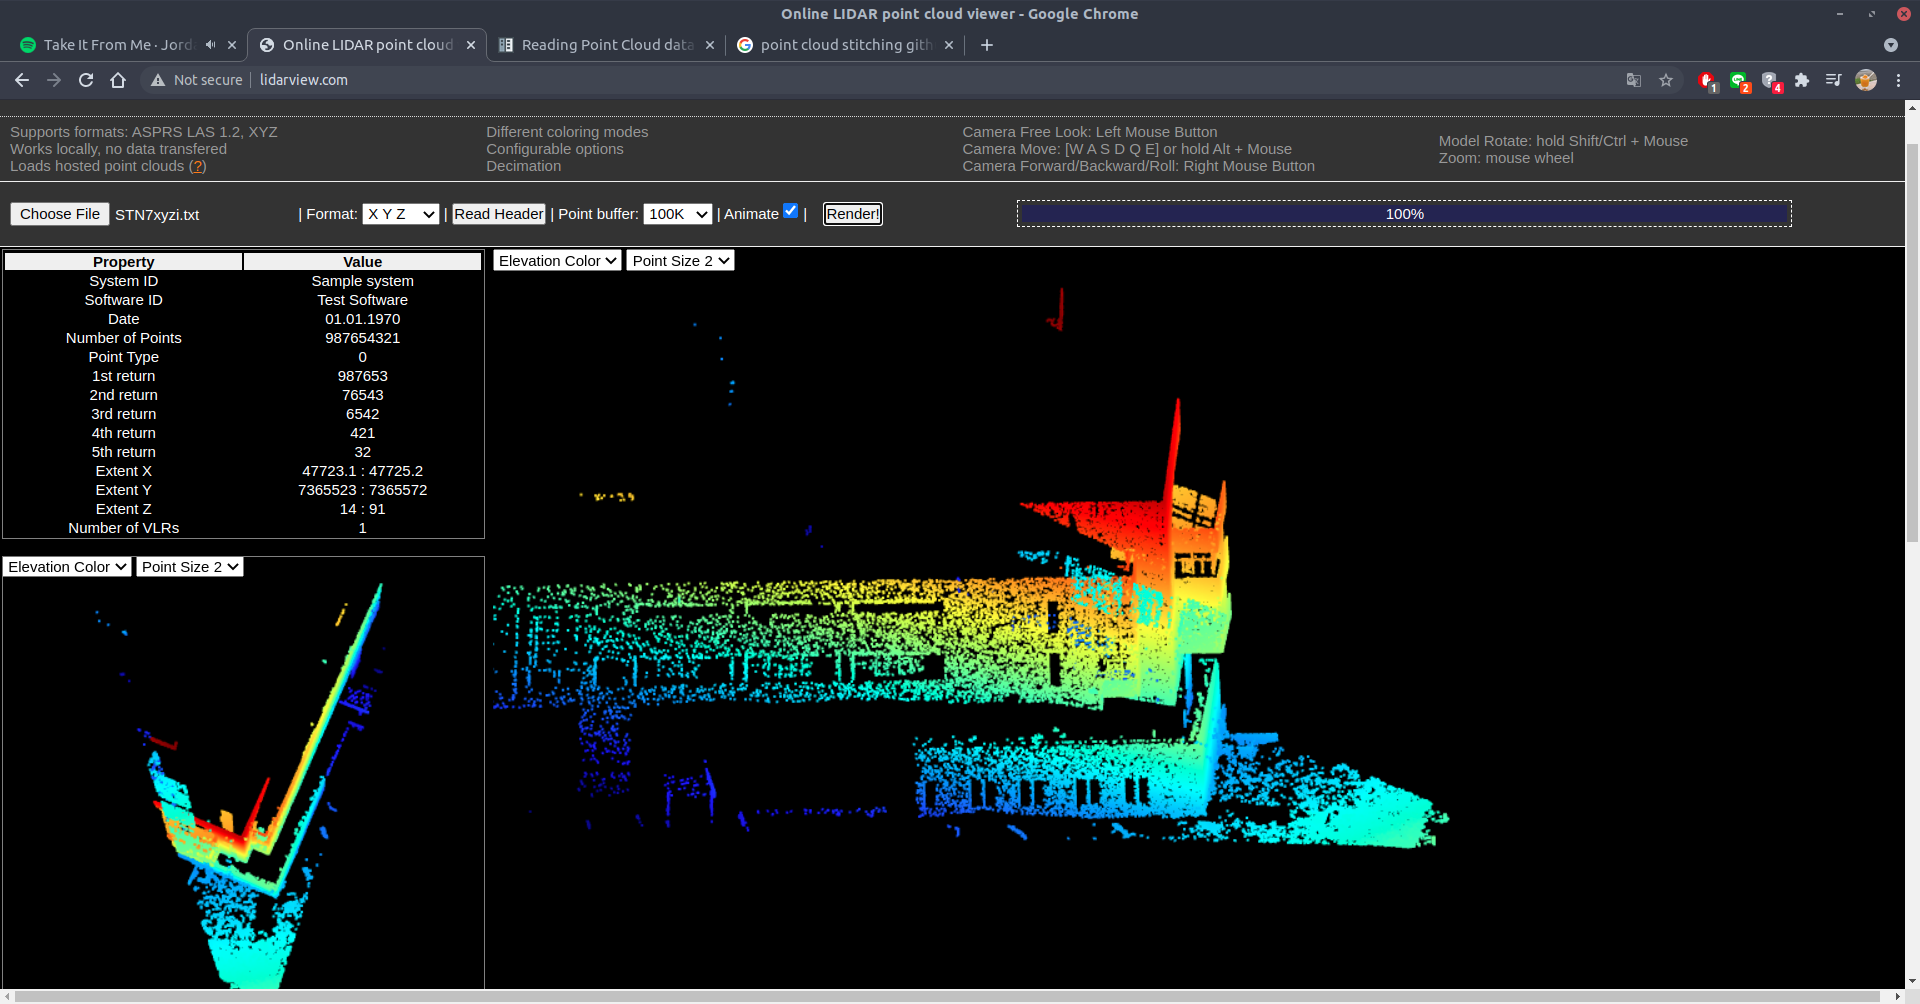 Online LIDAR point cloud viewer - Google Chrome
Take It From Me · Jord
Online LIDAR point cloud
Reading Point Cloud data
point cloud stitching gith
Not secure
lidarview.com
1
2
4
Supports formats: ASPRS LAS 1.2, XYZ
Works locally, no data transfered
Loads hosted point clouds (?)
Different coloring modes
Configurable options
Decimation
Camera Free Look: Left Mouse Button
Camera Move: [W A S D Q E] or hold Alt + Mouse
Camera Forward/Backward/Roll: Right Mouse Button
Model Rotate: hold Shift/Ctrl + Mouse
Zoom: mouse wheel
Choose File STN7xyzi.txt | Format: X Y Z | Read Header | Point buffer: 100K | Animate | Render! 100%
Property Value
System ID Sample system
Software ID Test Software
Date 01.01.1970
Number of Points 987654321
Point Type 0
1st return 987653
2nd return 76543
3rd return 6542
4th return 421
5th return 32
Extent X 47723.1 : 47725.2
Extent Y 7365523 : 7365572
Extent Z 14 : 91
Number of VLRs 1
Elevation Color Point Size 2
Elevation Color Point Size 2